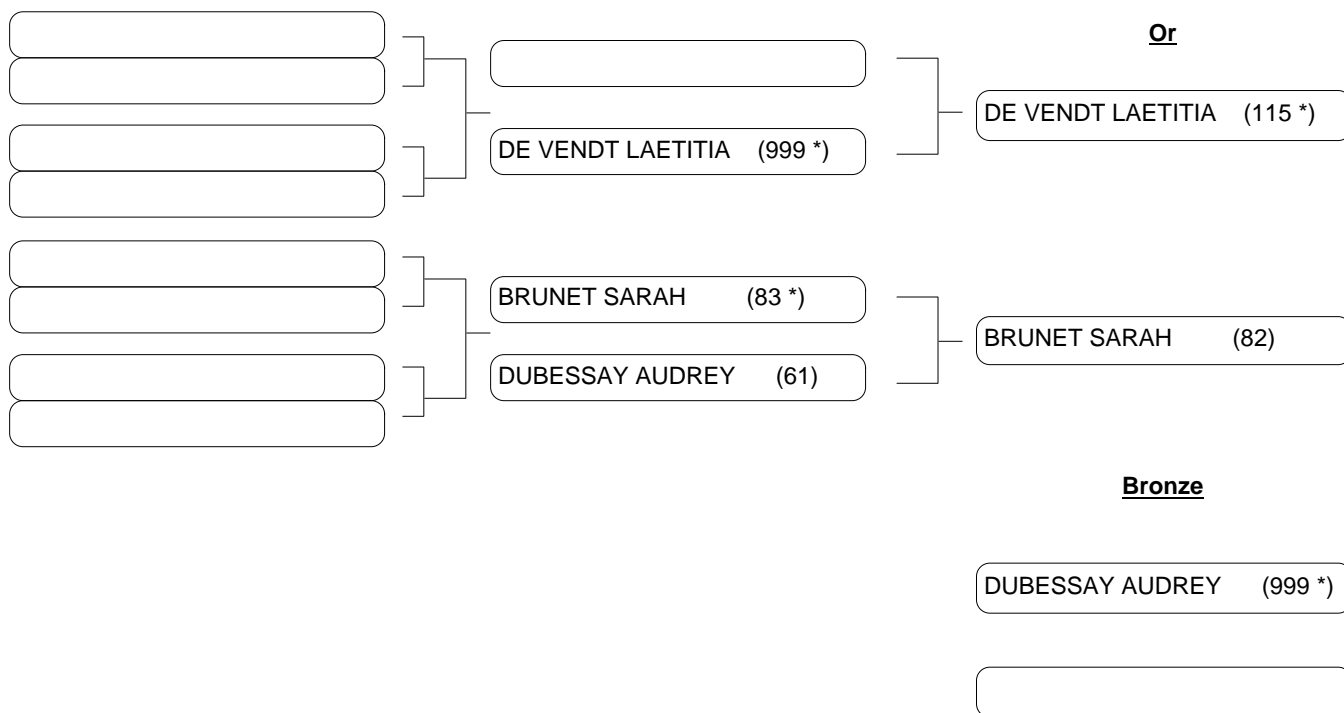 Or
DE VENDT LAETITIA (115 *)
DE VENDT LAETITIA (999 *)
BRUNET SARAH (83 *)
BRUNET SARAH (82)
DUBESSAY AUDREY (61)
Bronze
DUBESSAY AUDREY (999 *)